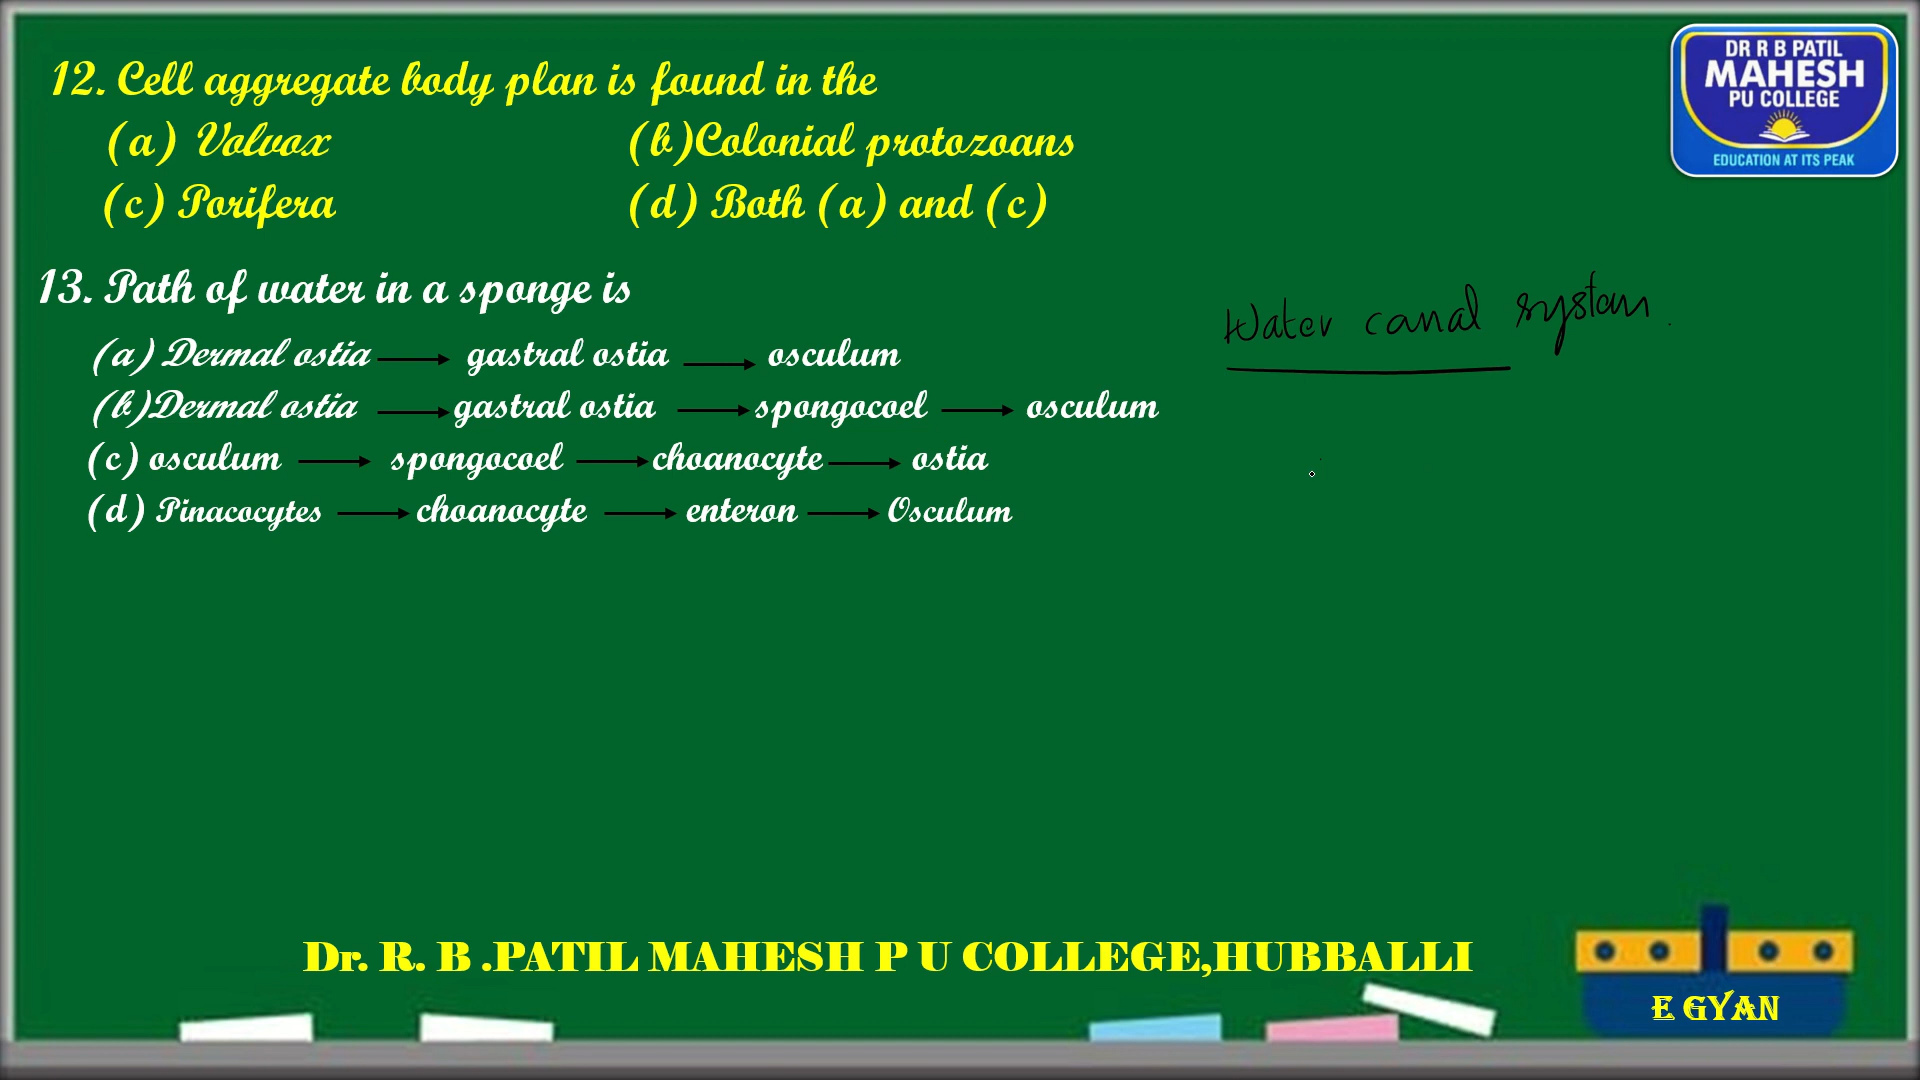 12. Cell aggregate body plan is found in the
(a) Volvox (b)Colonial protozoans
(c) Porifera (d) Both (a) and (c)
13. Path of water in a sponge is
(a) Dermal ostia → gastral ostia → osculum
(b)Dermal ostia → gastral ostia → spongocoel → osculum
(c) osculum → spongocoel → choanocyte → ostia
(d) Pinacocytes → choanocyte → enteron → Osculum
Water canal system.
DR R B PATIL
MAHESH
PU COLLEGE
EDUCATION AT ITS PEAK
Dr. R. B .PATIL MAHESH P U COLLEGE,HUBBALLI
E GYAN